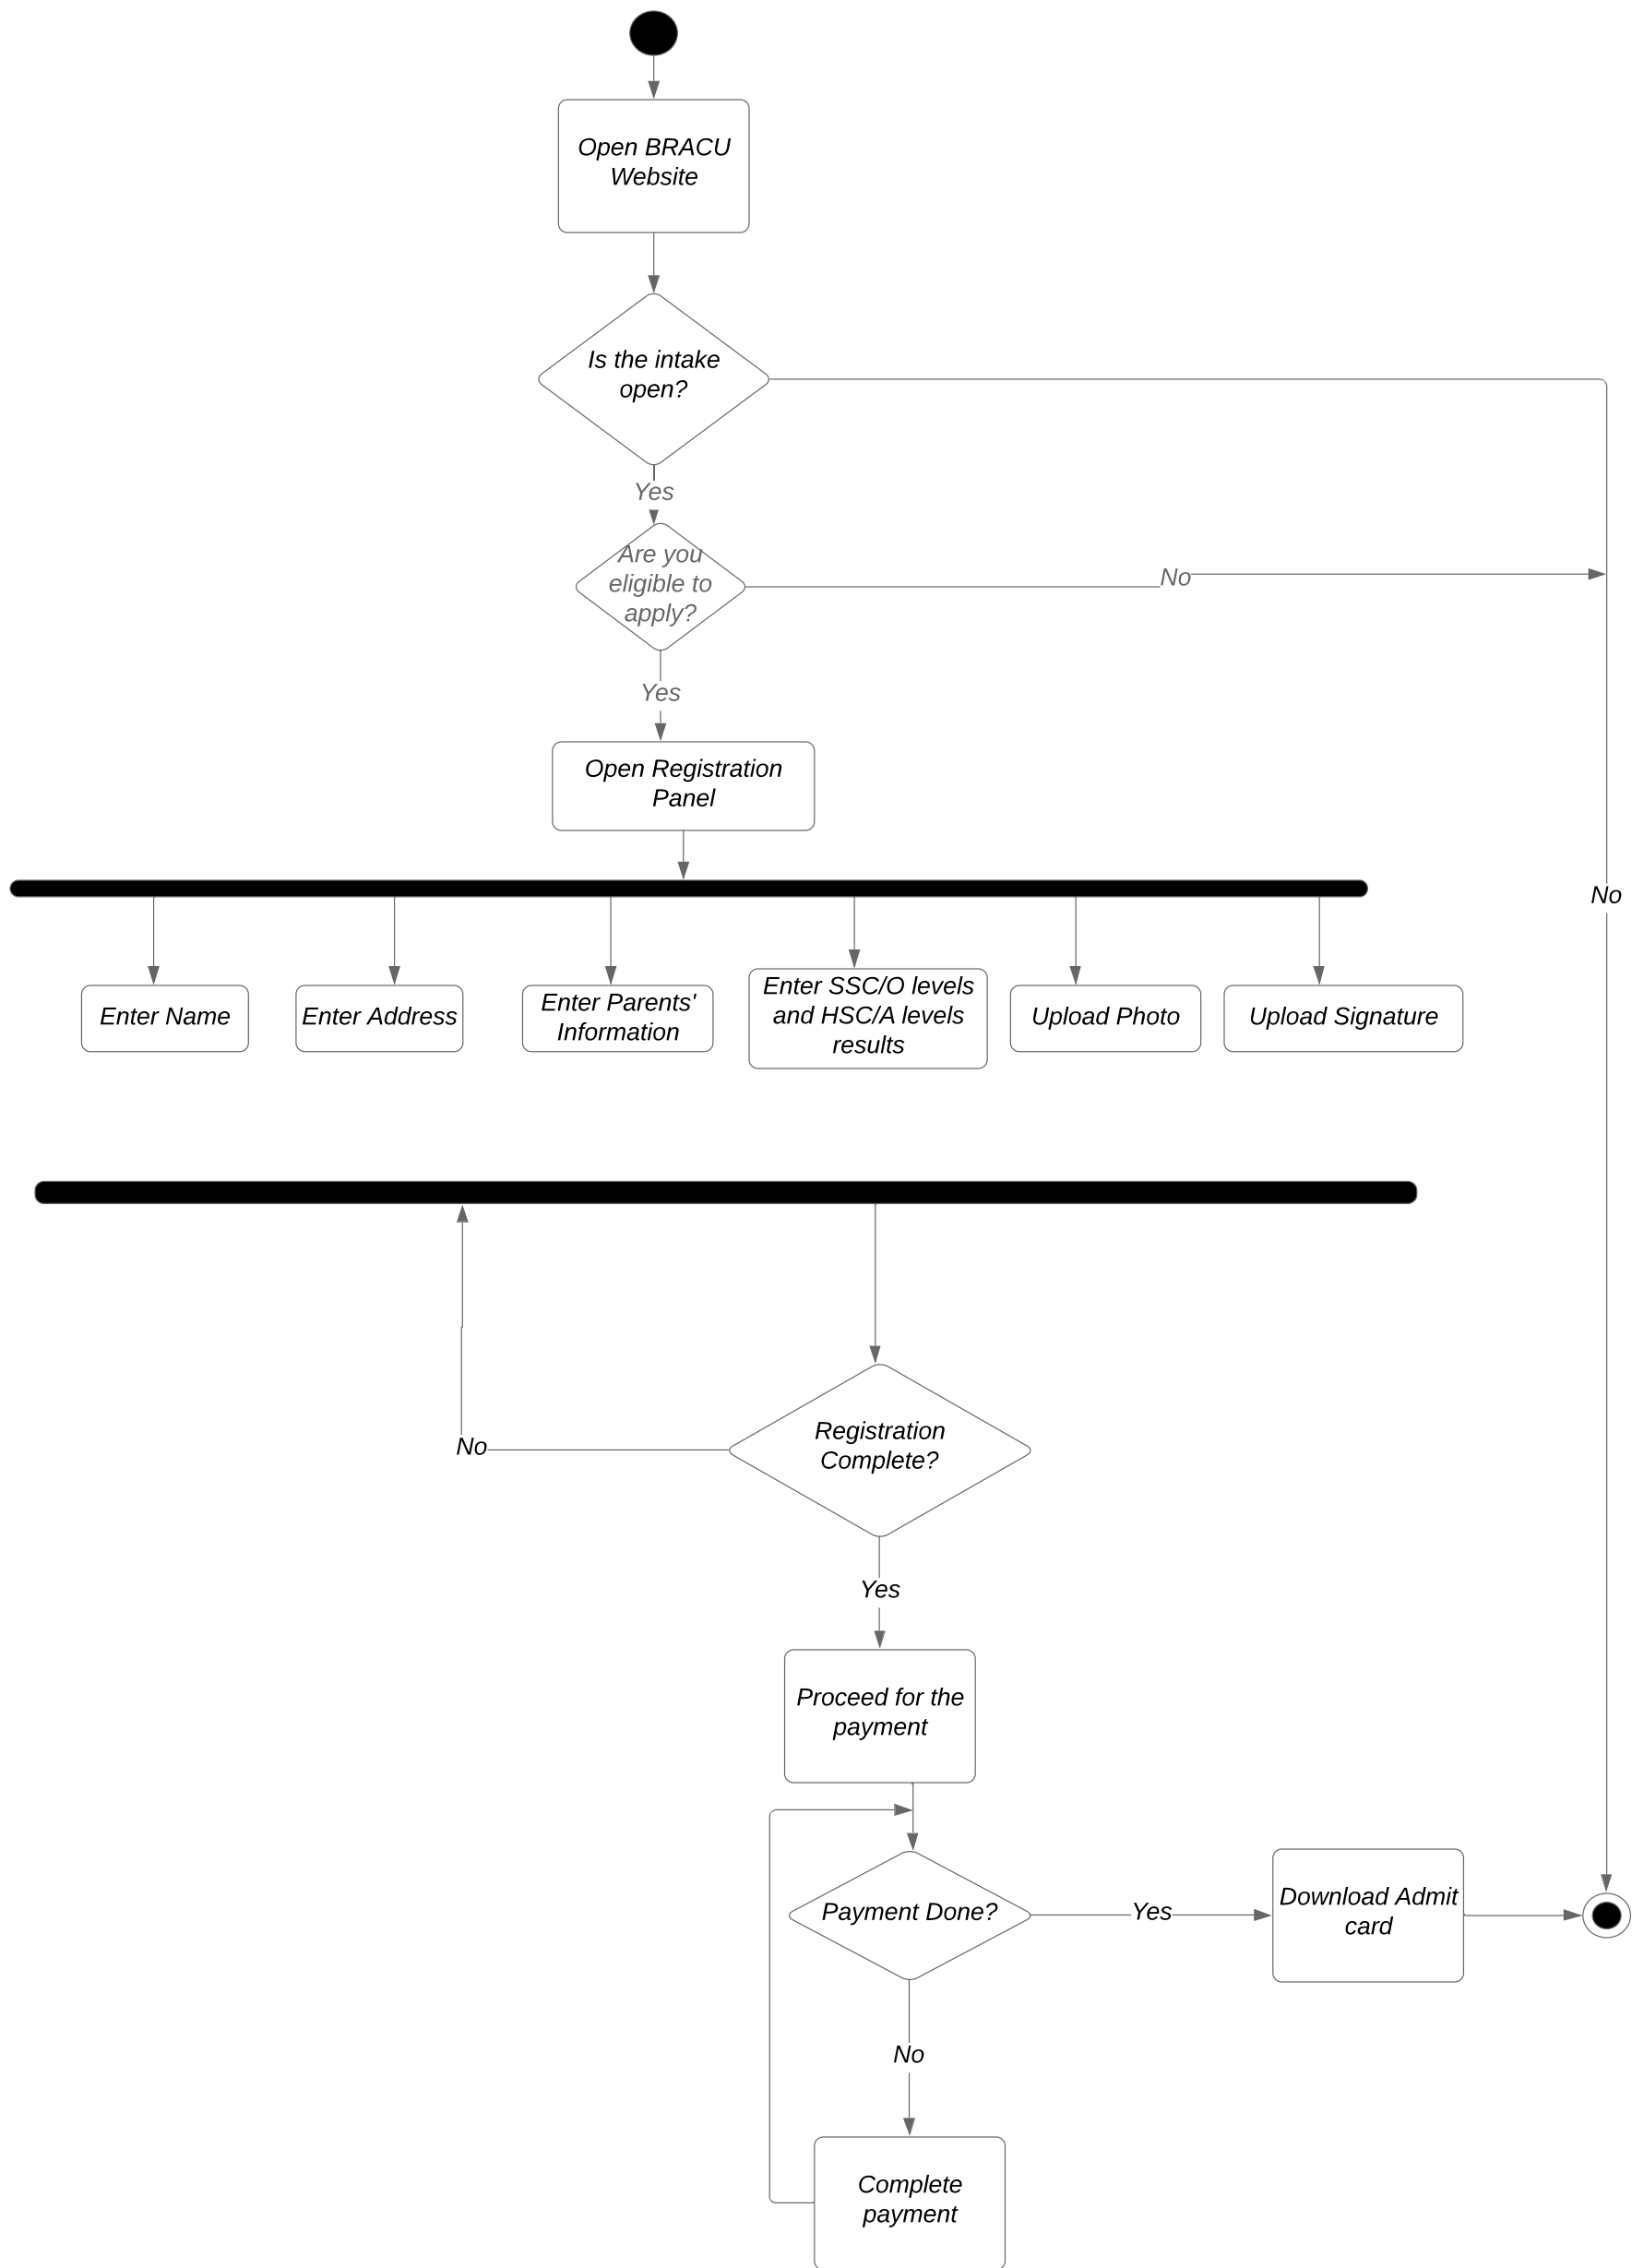 Open BRACU
Website
Is the intake
open?
Yes
Are you
eligible to
apply?
No
Yes
Open Registration
Panel
No
Enter Name
Enter Address
Enter Parents'
Information
Enter SSC/O levels
and HSC/A levels
results
Upload Photo
Upload Signature
Registration
Complete?
No
Yes
Proceed for the
payment
Payment Done?
Yes
Download Admit
card
No
Complete
payment